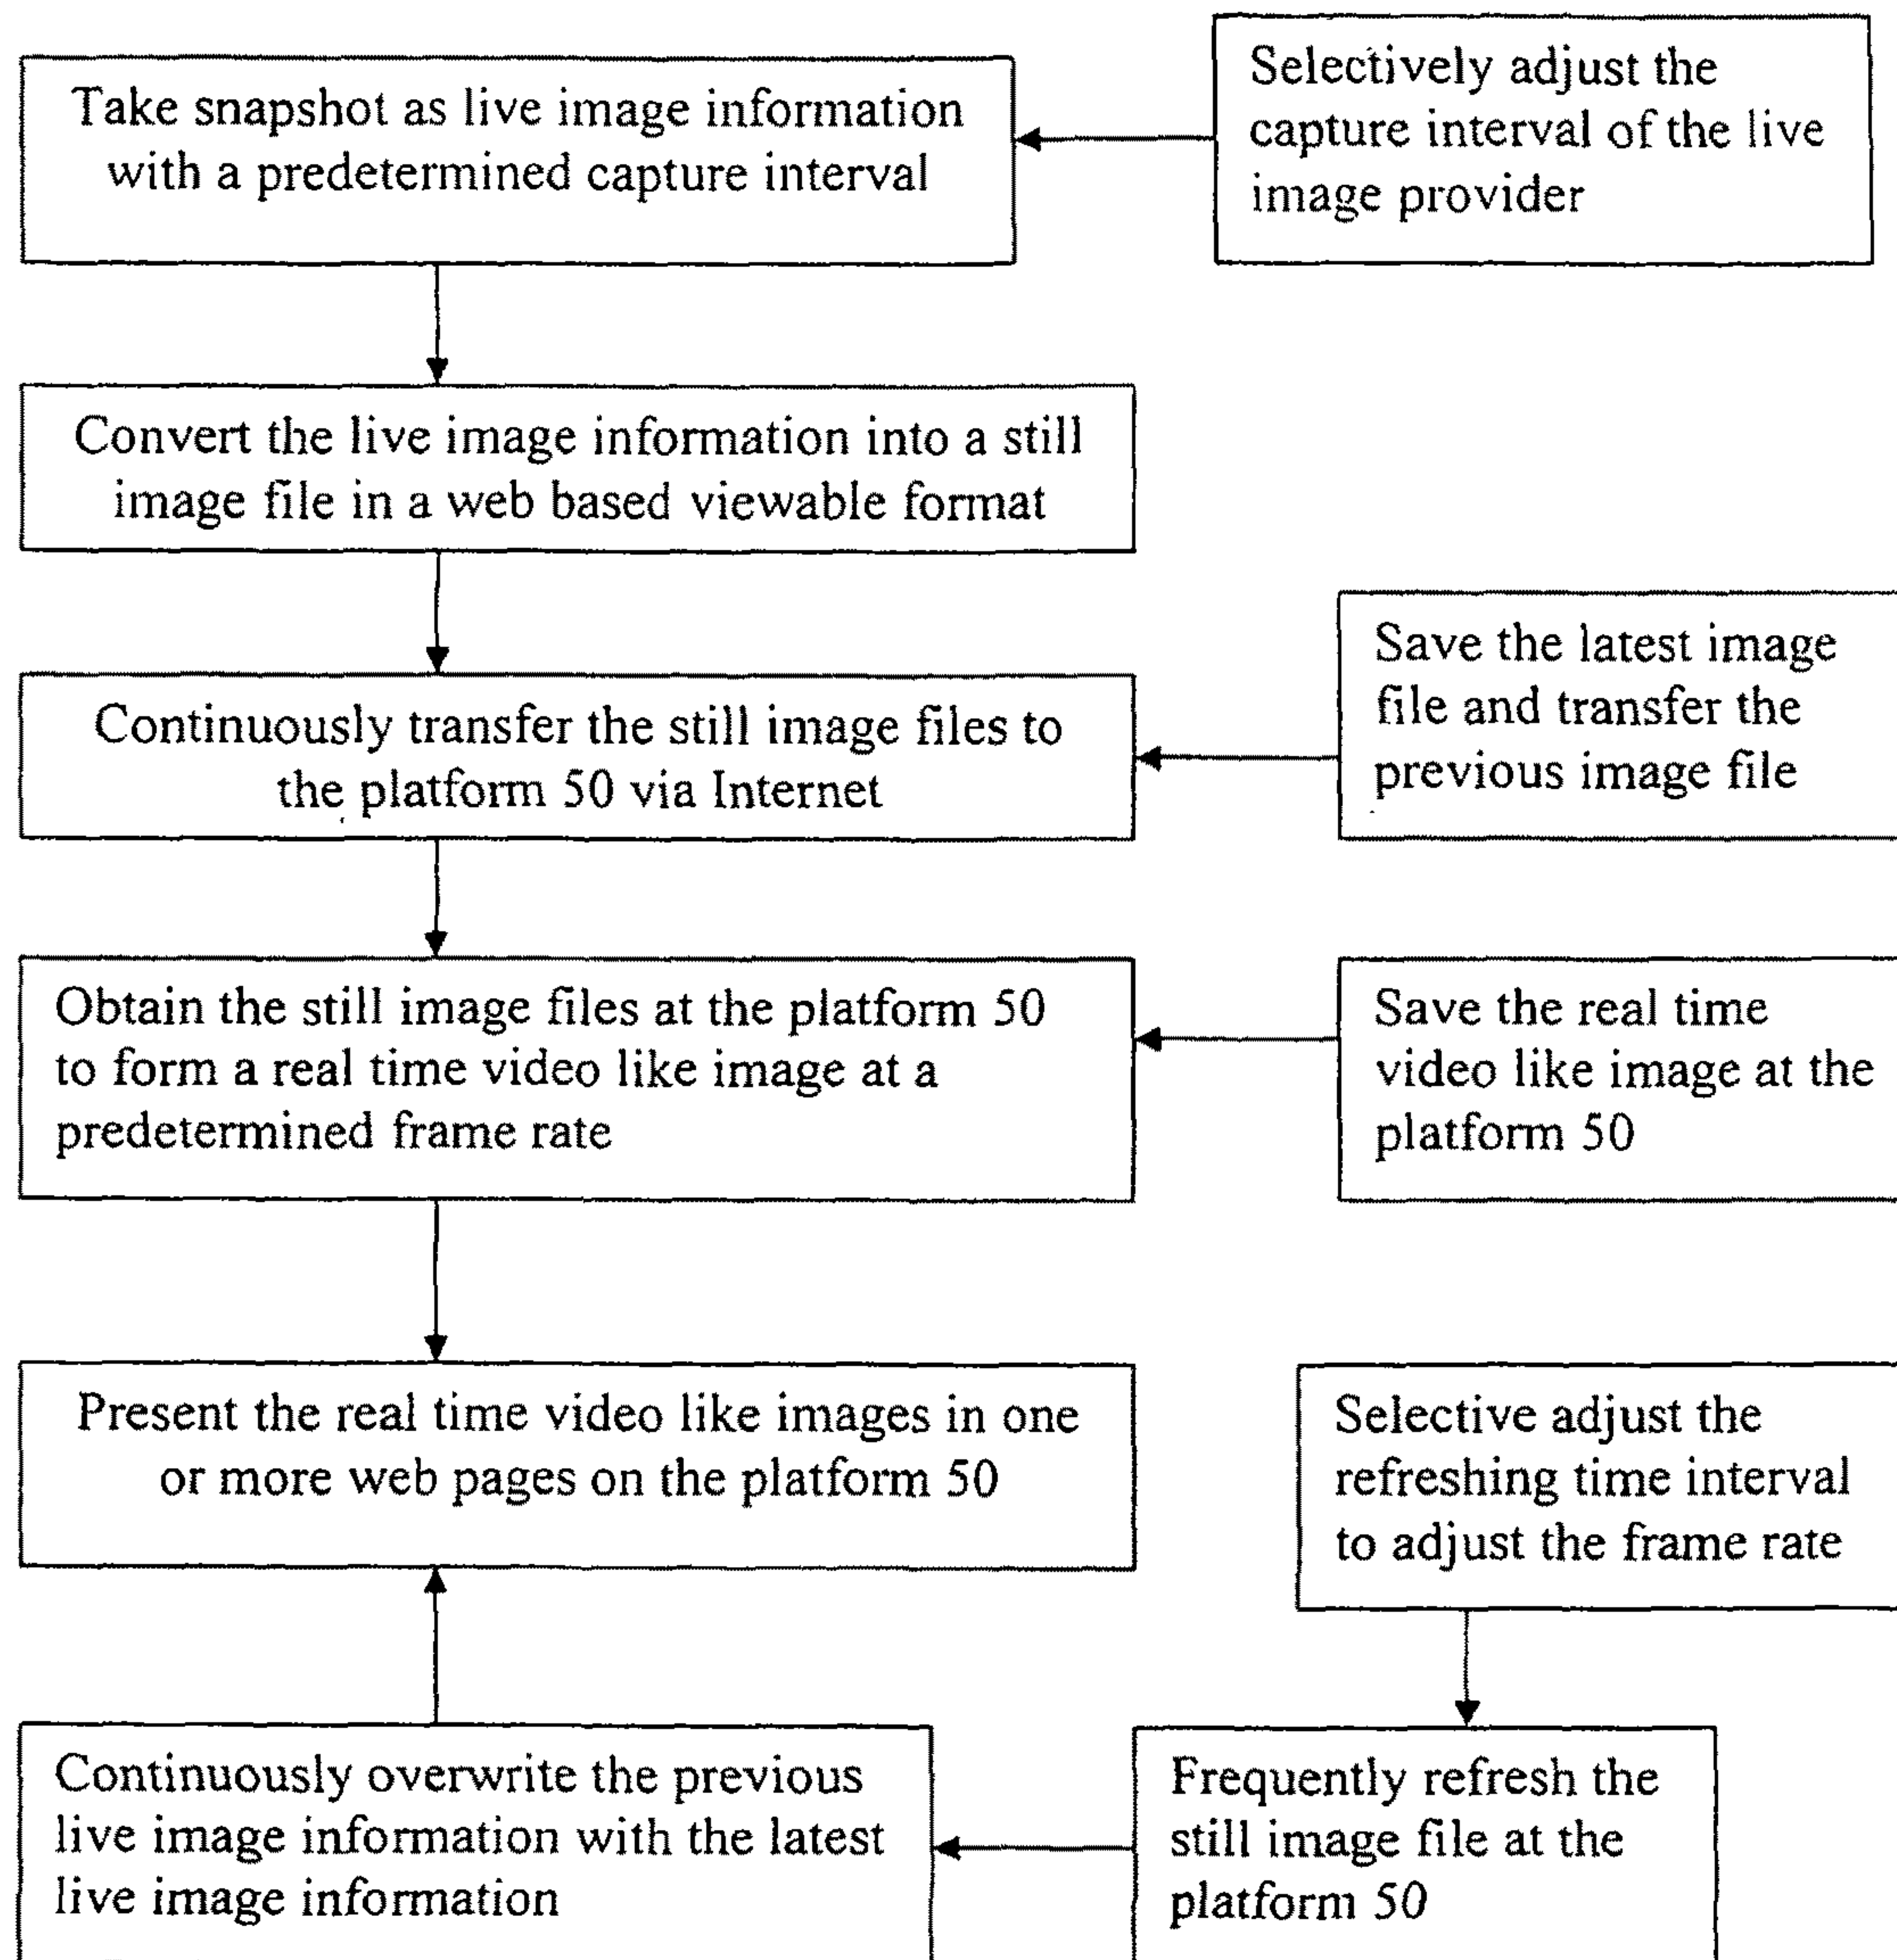 Take snapshot as live image information
with a predetermined capture interval
Selectively adjust the
capture interval of the live
image provider
Convert the live image information into a still
image file in a web based viewable format
Continuously transfer the still image files to
the platform 50 via Internet
Save the latest image
file and transfer the
previous image file
Obtain the still image files at the platform 50
to form a real time video like image at a
predetermined frame rate
Save the real time
video like image at the
platform 50
Present the real time video like images in one
or more web pages on the platform 50
Selective adjust the
refreshing time interval
to adjust the frame rate
Continuously overwrite the previous
live image information with the latest
live image information
Frequently refresh the
still image file at the
platform 50